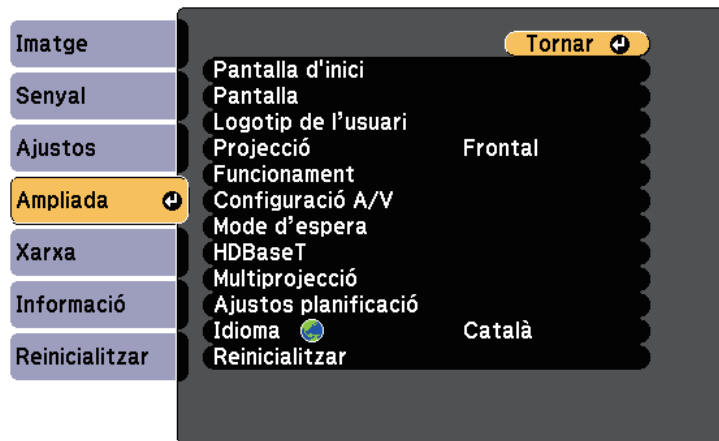 Imatge
Senyal
Ajustos
Ampliada
Xarxa
Informació
Reinicialitzar
Tornar
Pantalla d'inici
Pantalla
Logotip de l’usuari
Projecció Frontal
Funcionament
Configuració A/V
Mode d’espera
HDBaseT
Multiprojecció
Ajustos planificació
Idioma Català
Reinicialitzar